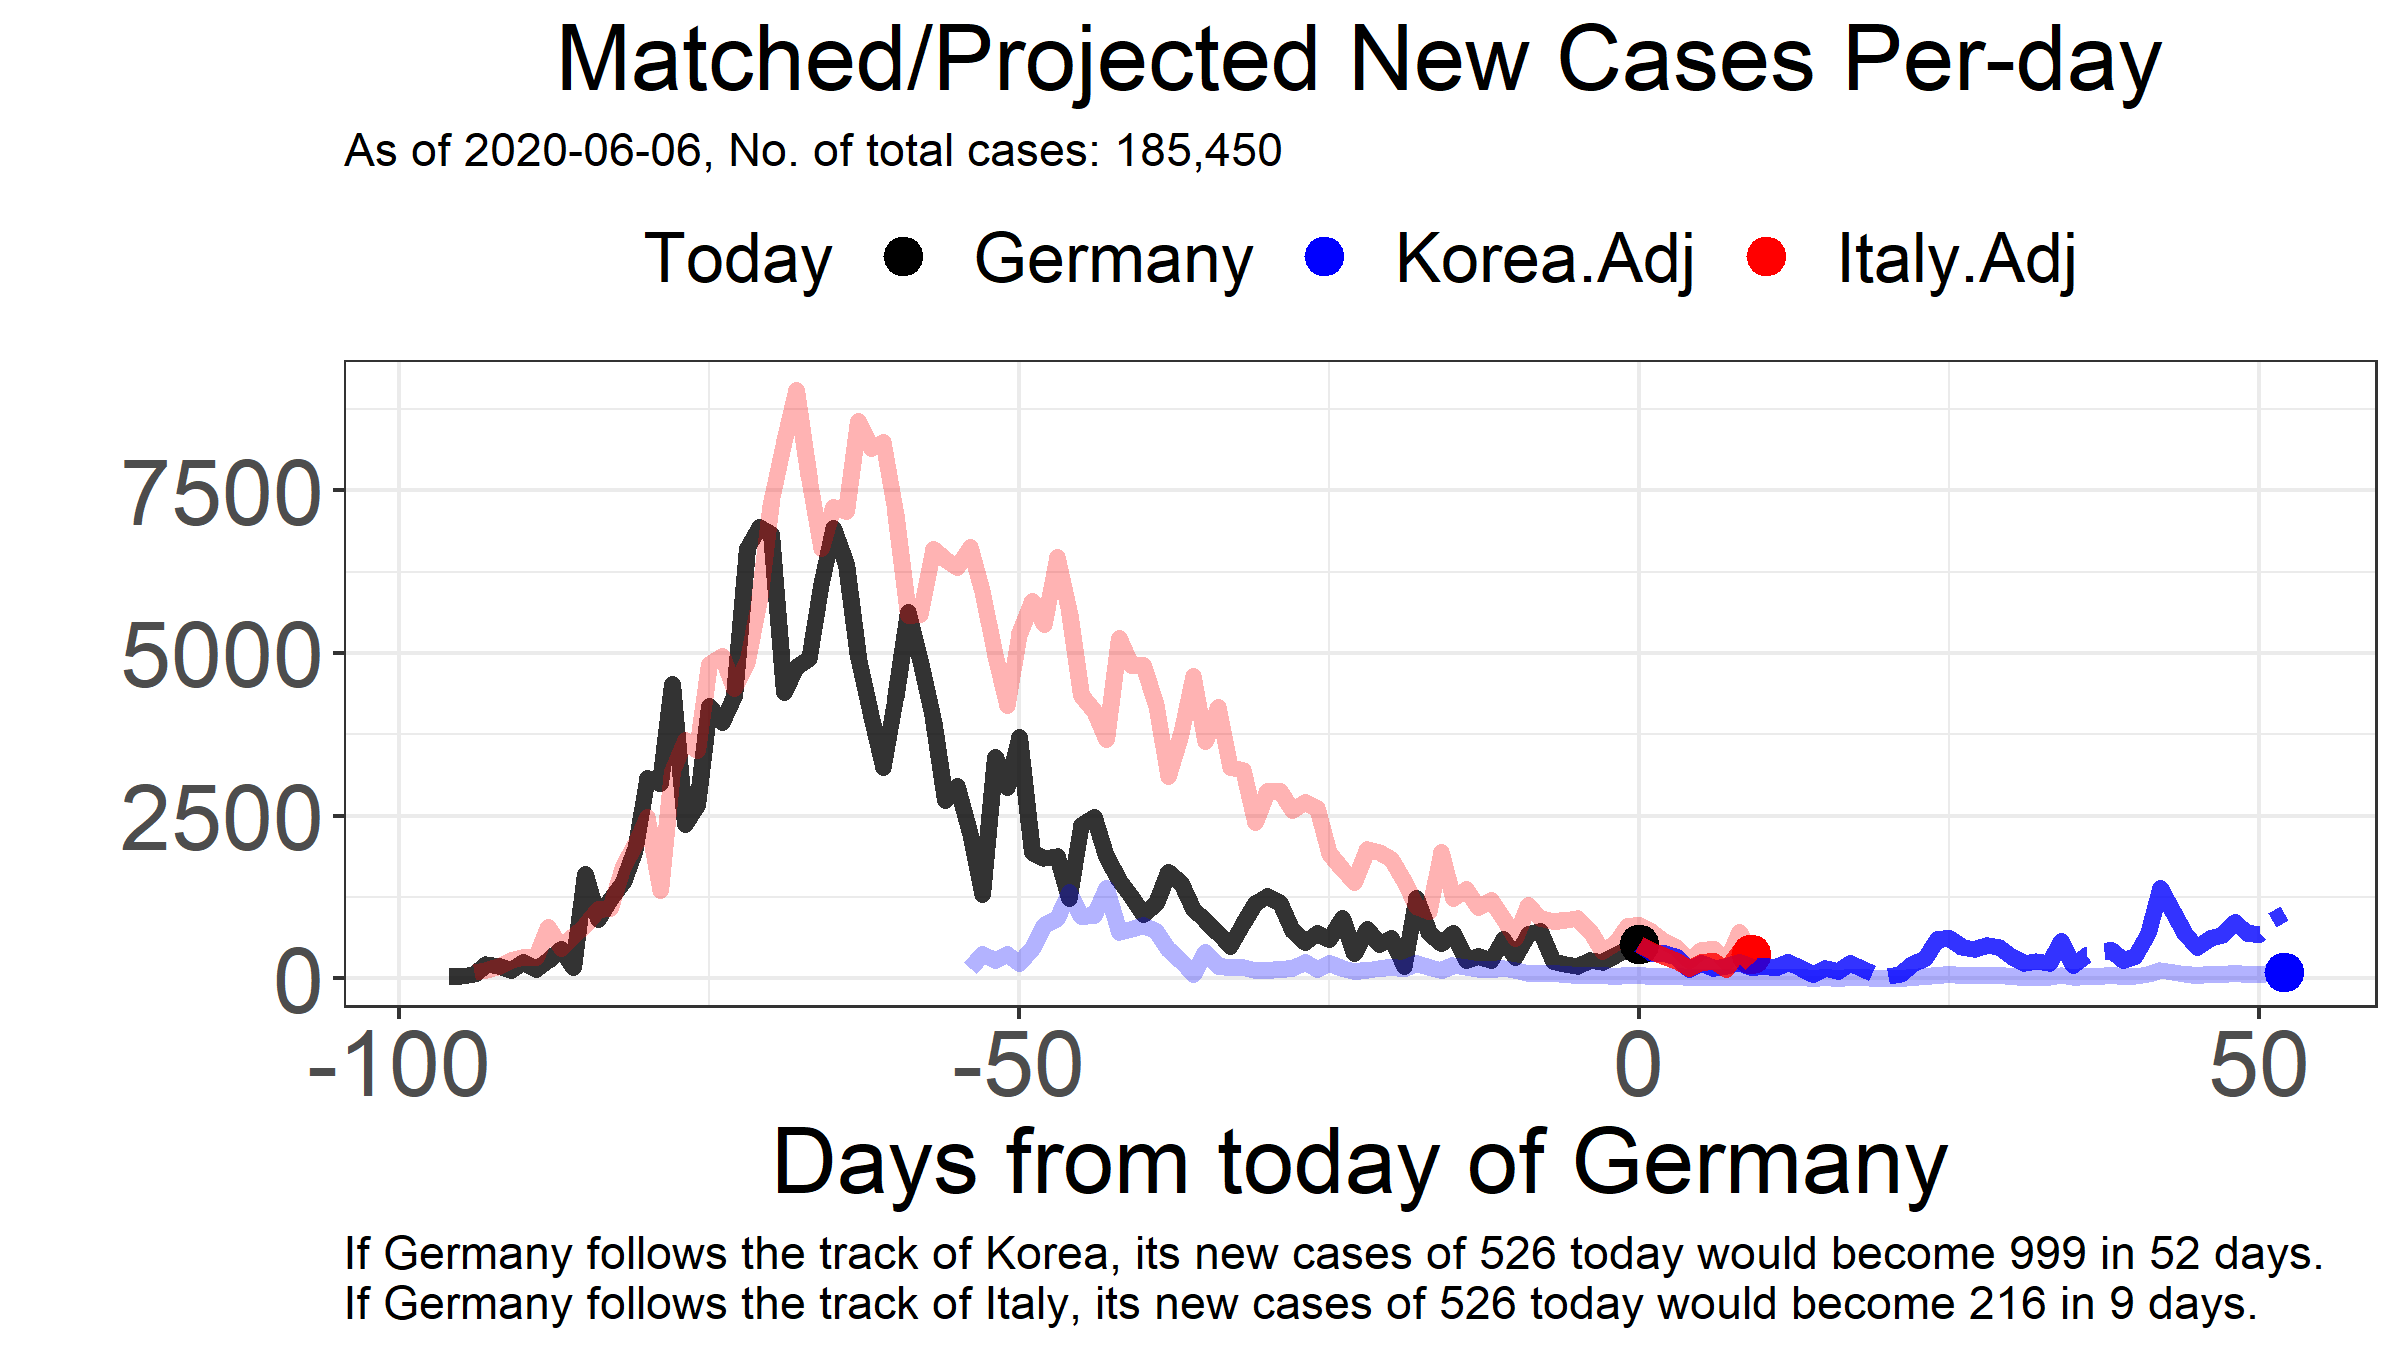 Matched/Projected New Cases Per-day
As of 2020-06-06, No. of total cases: 185,450
Today Germany Korea.Adj Italy.Adj
7500
5000
2500
0
-100 -50 0 50
Days from today of Germany
If Germany follows the track of Korea, its new cases of 526 today would become 999 in 52 days.
If Germany follows the track of Italy, its new cases of 526 today would become 216 in 9 days.